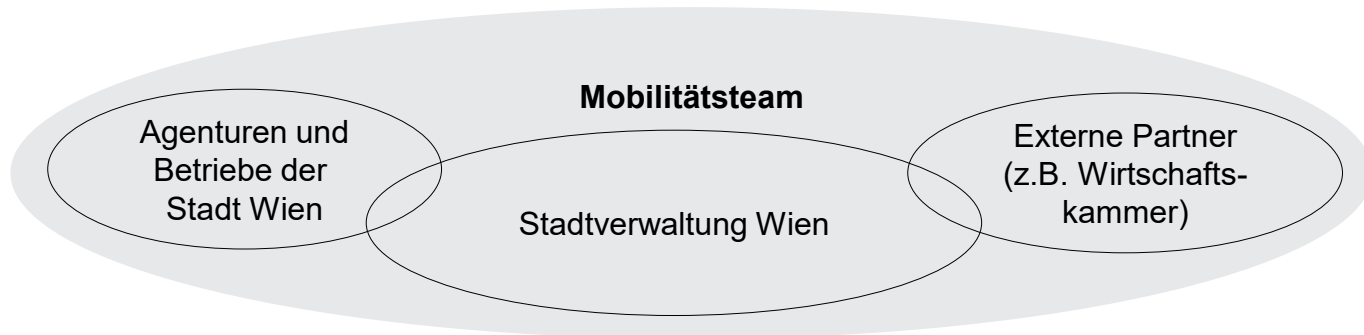 Mobilitätsteam
Agenturen und
Betriebe der
Stadt Wien
Stadtverwaltung Wien
Externe Partner
(z.B. Wirtschafts-
kammer)